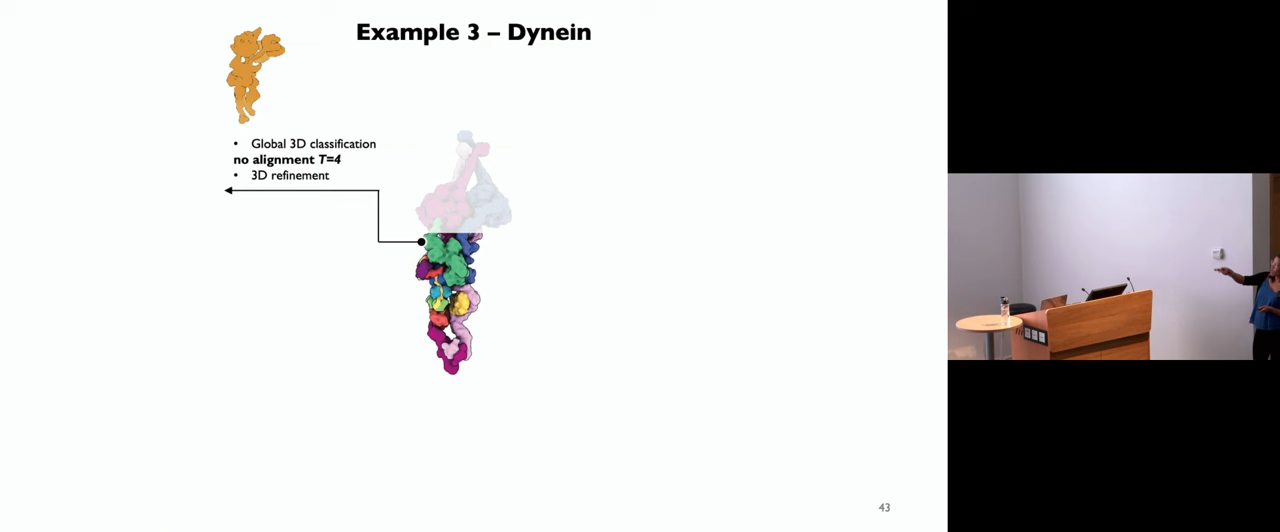 Example 3 – Dynein
• Global 3D classification
no alignment T=4
• 3D refinement
43